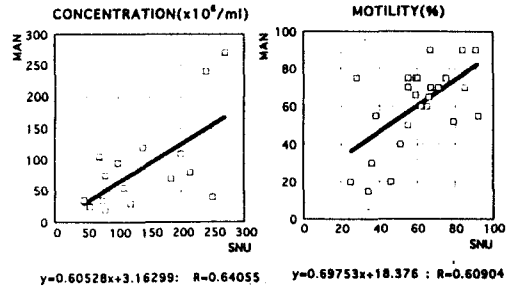 CONCENTRATION(x10⁶/ml)
MAN
300
250
200
150
100
50
0
0 50 100 150 200 250 300
SNU
y=0.60528x+3.16299: R=0.64055
MOTILITY(%)
MAN
100
80
60
40
20
0
0 20 40 60 80 100
SNU
y=0.69753x+18.376 : R=0.60904